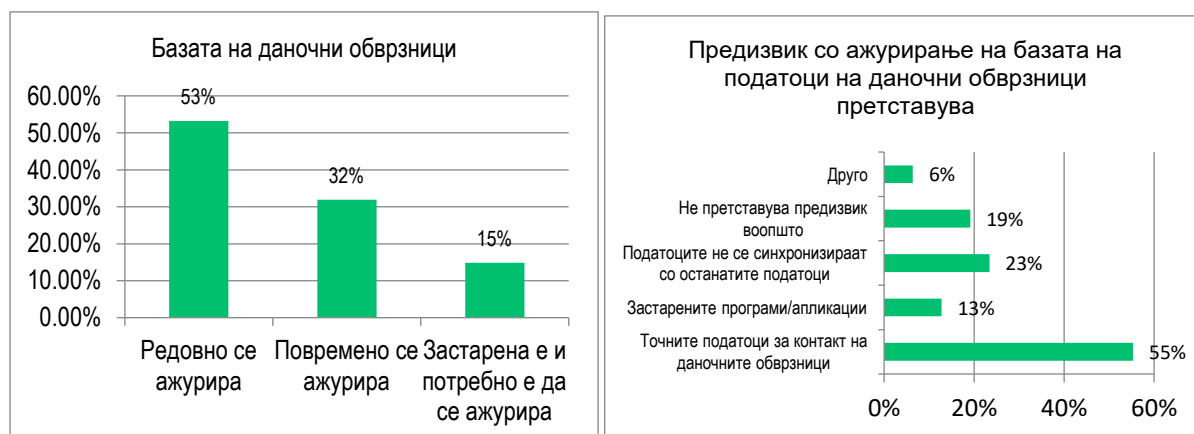 Базата на даночни обврзници
60.00%
50.00%
40.00%
30.00%
20.00%
10.00%
0.00%
53%
32%
15%
Редовно се
ажурира
Повремено се
ажурира
Застарена е и
потребно е да
се ажурира
Предизвик со ажурирање на базата на
податоци на даночни обврзници
претставува
Друго
6%
Не претставува предизвик
воопшто
19%
Податоците не се синхронизираат
со останатите податоци
23%
Застарените програми/апликации
13%
Точните податоци за контакт на
даночните обврзници
55%
0%
20%
40%
60%